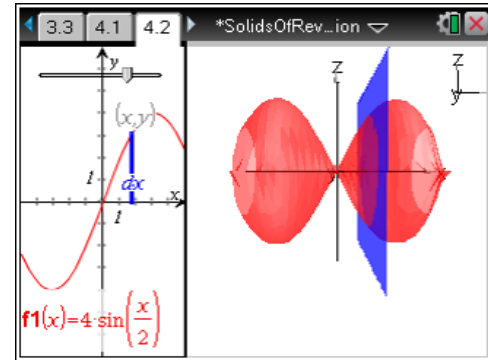 3.3 4.1 4.2 *SolidsOfRev…ion
y
(x,y)
1
dx
x
1
f1(x)=4·sin(x/2)
z
z
y